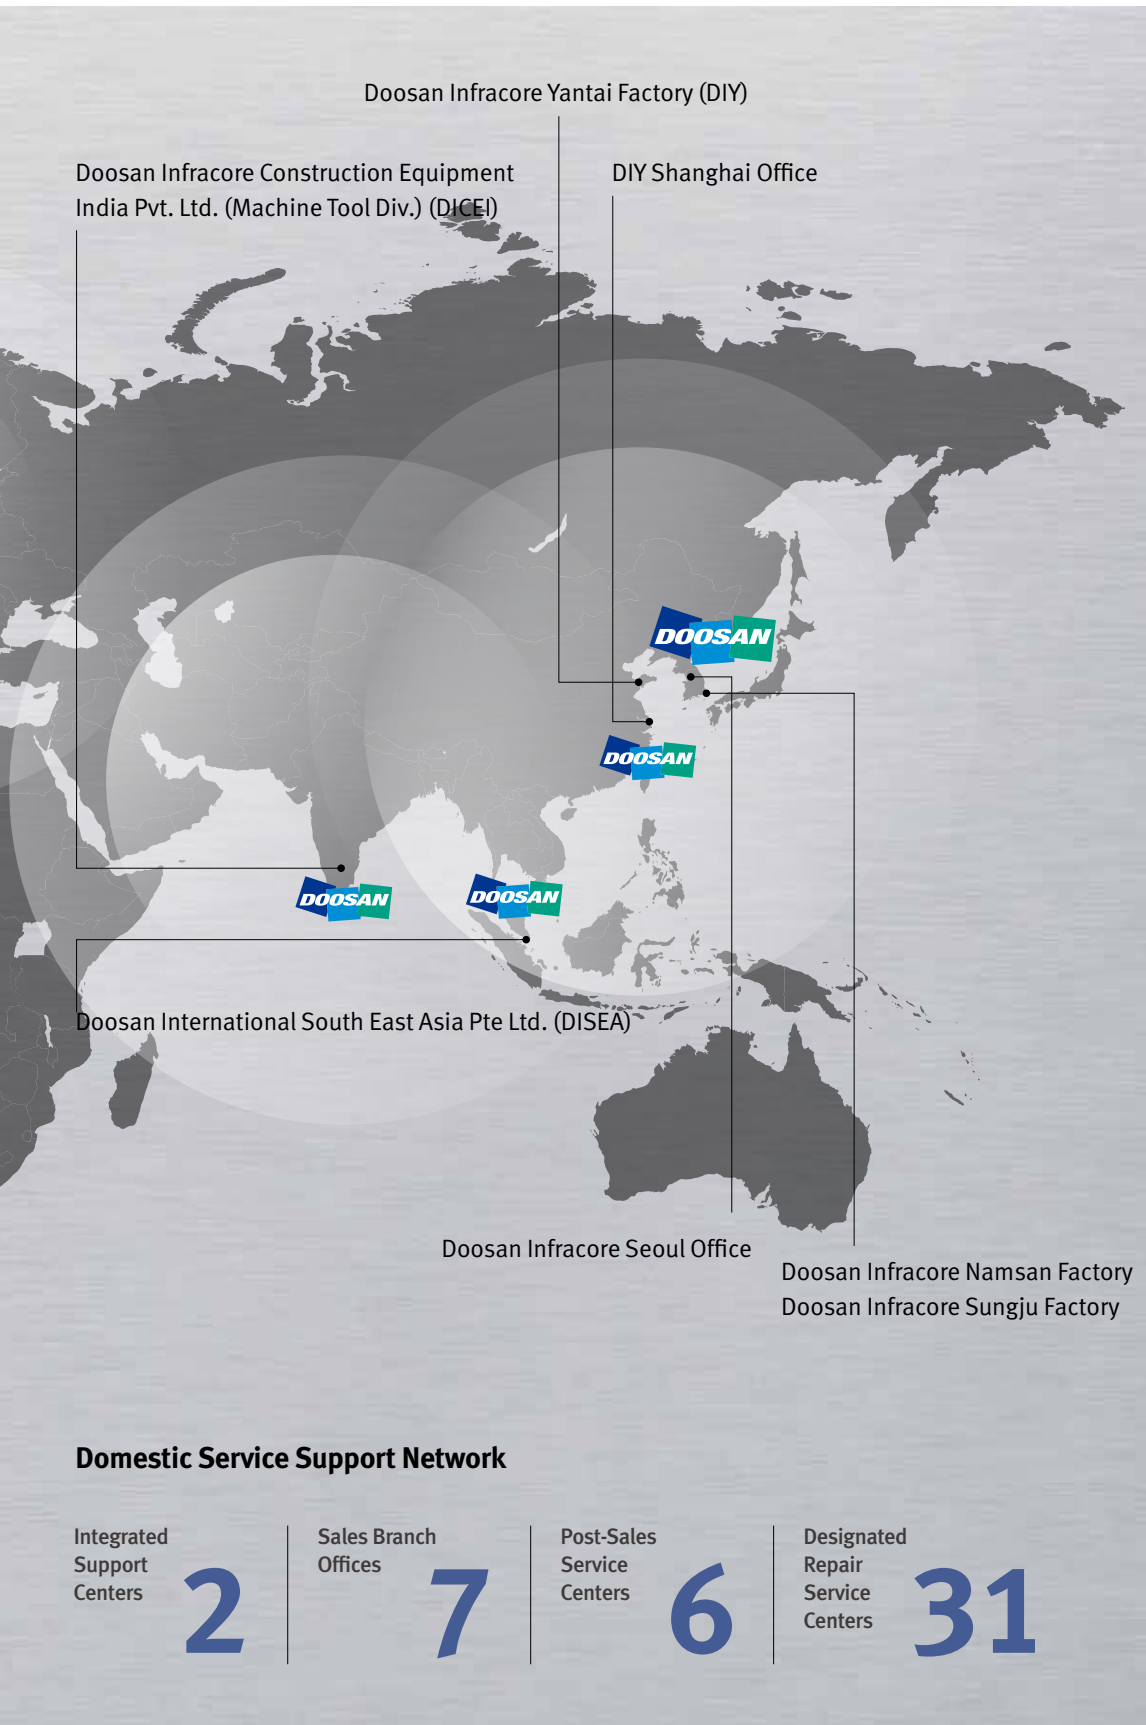 Doosan Infracore Yantai Factory (DIY)
Doosan Infracore Construction Equipment
India Pvt. Ltd. (Machine Tool Div.) (DICEI)
DIY Shanghai Office
DOOSAN
DOOSAN
DOOSAN
DOOSAN
Doosan International South East Asia Pte Ltd. (DISEA)
Doosan Infracore Seoul Office
Doosan Infracore Namsan Factory
Doosan Infracore Sungju Factory
Domestic Service Support Network
Integrated
Support
Centers
2
Sales Branch
Offices
7
Post-Sales
Service
Centers
6
Designated
Repair
Service
Centers
31